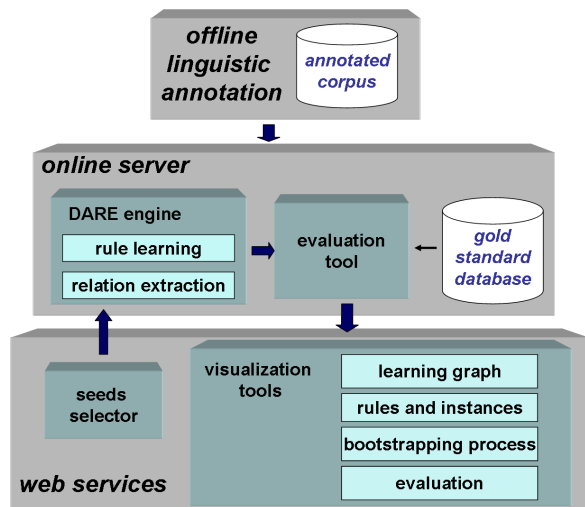 offline
linguistic
annotation
annotated
corpus
online server
DARE engine
rule learning
relation extraction
evaluation
tool
gold
standard
database
seeds
selector
visualization
tools
learning graph
rules and instances
bootstrapping process
evaluation
web services